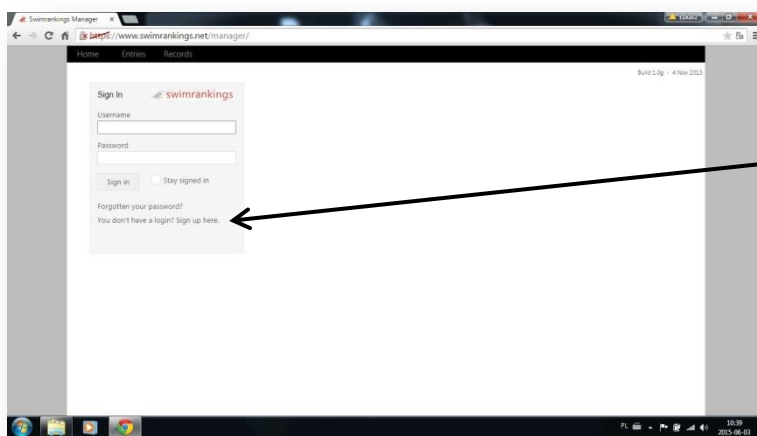 Swimrankings Manager
https://www.swimrankings.net/manager/
Home Entries Records
Build 1.0g - 4 Nov 2013
Sign In swimrankings
Username
Password
Sign in Stay signed in
Forgotten your password?
You don't have a login? Sign up here.
PL 10:39
2015-06-03